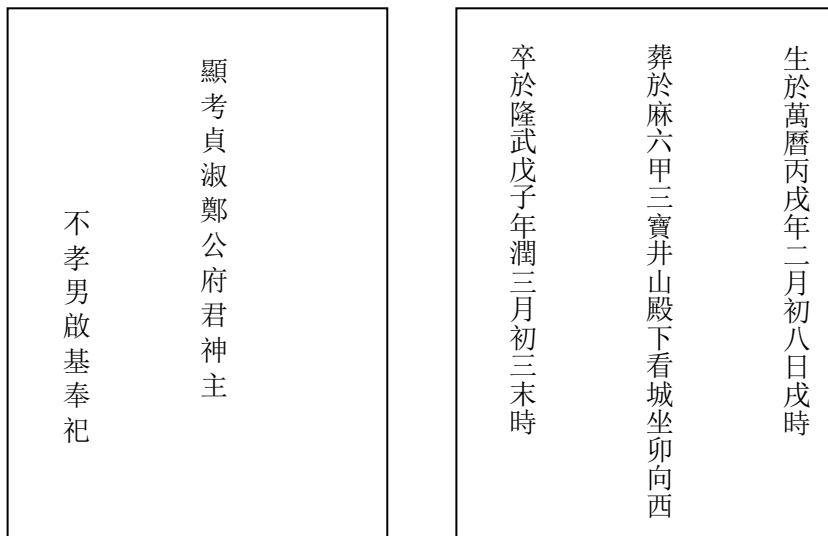 生於萬曆丙戌年二月初八日戌時
葬於麻六甲三寶井山殿下看城坐卯向西
卒於隆武戊子年潤三月初三末時
顯考貞淑鄭公府君神主
不孝男啟基奉祀